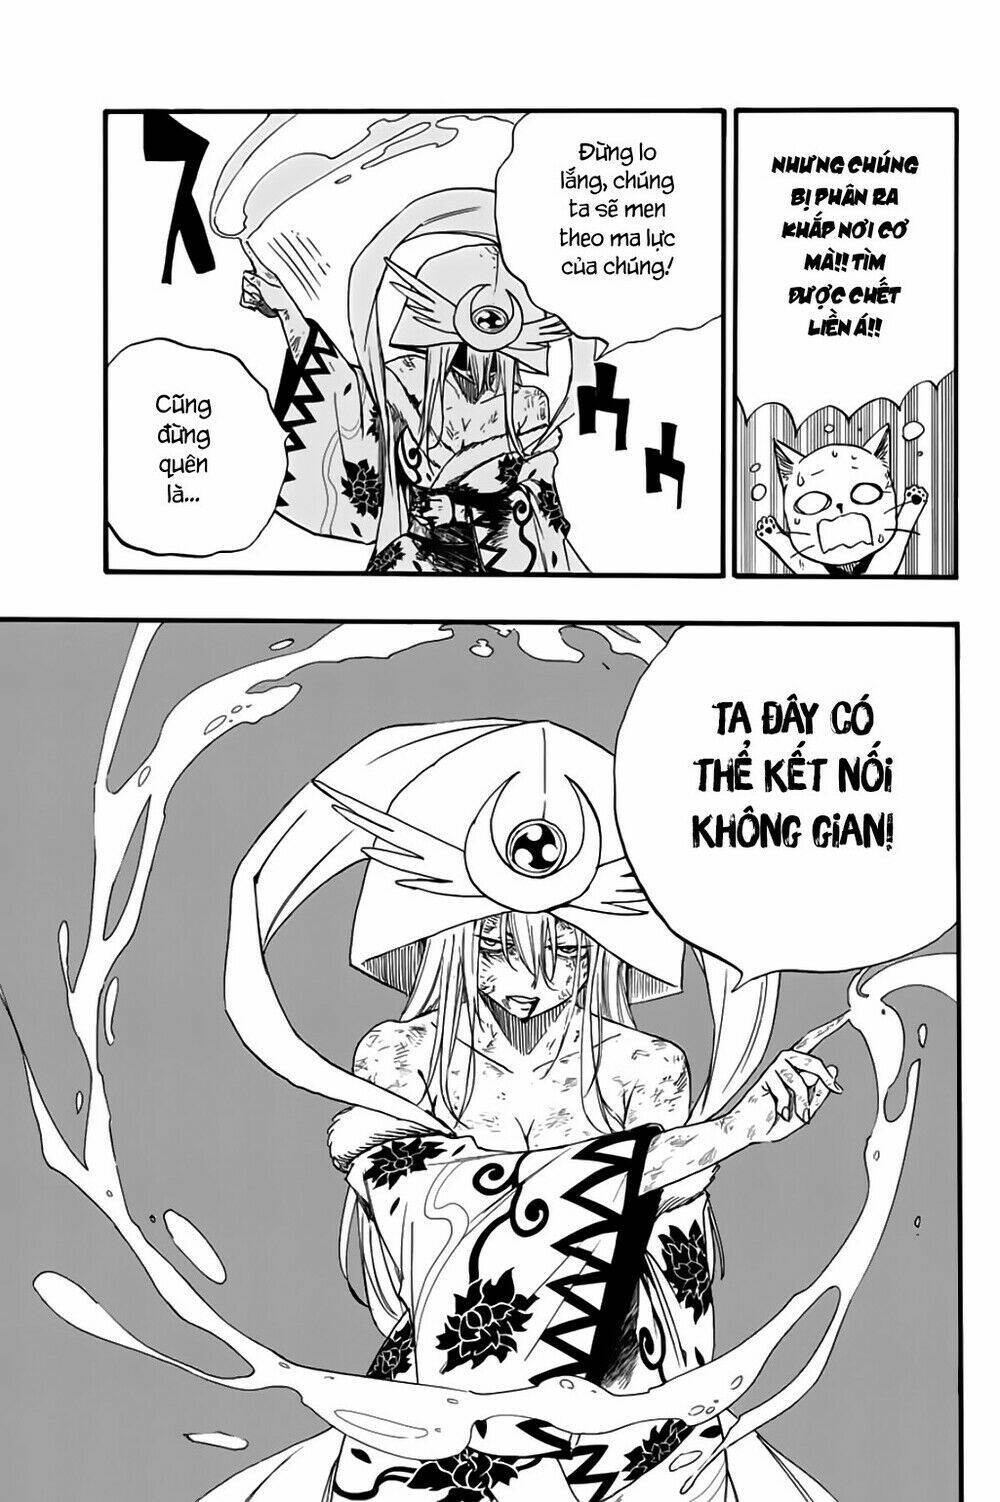 NHƯNG CHÚNG
BỊ PHÂN RA
KHẮP NƠI CƠ
MÀ!! TÌM
ĐƯỢC CHẾT
LIỀN Á!!
Đừng lo
lắng, chúng
ta sẽ men
theo ma lực
của chúng!
Cũng
đừng
quên
là...
TA ĐÂY CÓ
THỂ KẾT NỐI
KHÔNG GIAN!